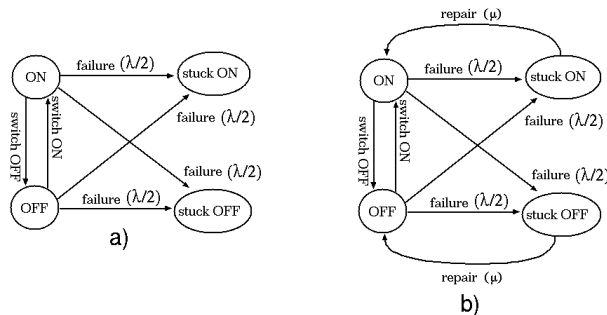 repair (μ)
ON
failure (λ/2)
stuck ON
switch OFF
switch ON
failure (λ/2)
failure (λ/2)
OFF
failure (λ/2)
stuck OFF
a)
ON
failure (λ/2)
stuck ON
switch OFF
switch ON
failure (λ/2)
failure (λ/2)
OFF
failure (λ/2)
stuck OFF
repair (μ)
b)